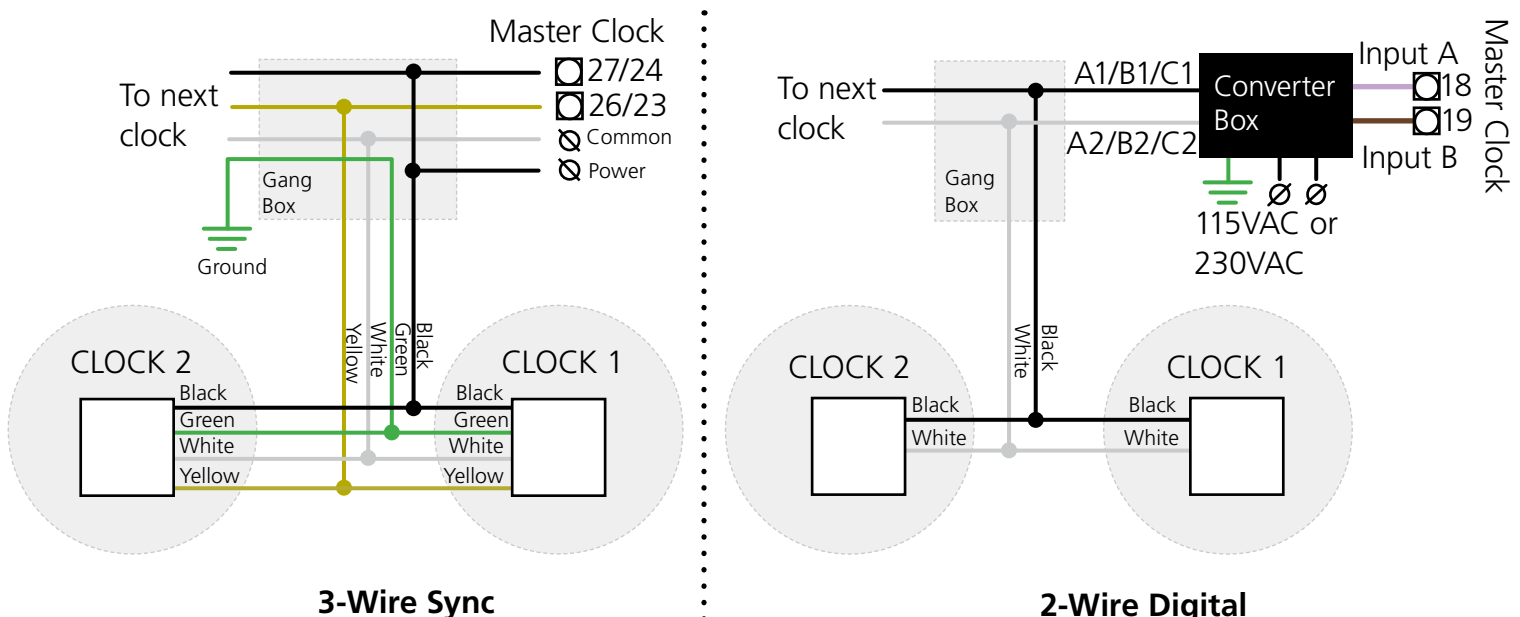 Master Clock
27/24
26/23
Common
Power
To next
clock
Gang
Box
Ground
Yellow
White
Green
Black
CLOCK 2
CLOCK 1
Black
Green
White
Yellow
Black
Green
White
Yellow
3-Wire Sync
To next
clock
A1/B1/C1
A2/B2/C2
Converter
Box
Input A
18
19
Input B
Master Clock
Gang
Box
115VAC or
230VAC
White
Black
CLOCK 2
CLOCK 1
Black
White
Black
White
2-Wire Digital